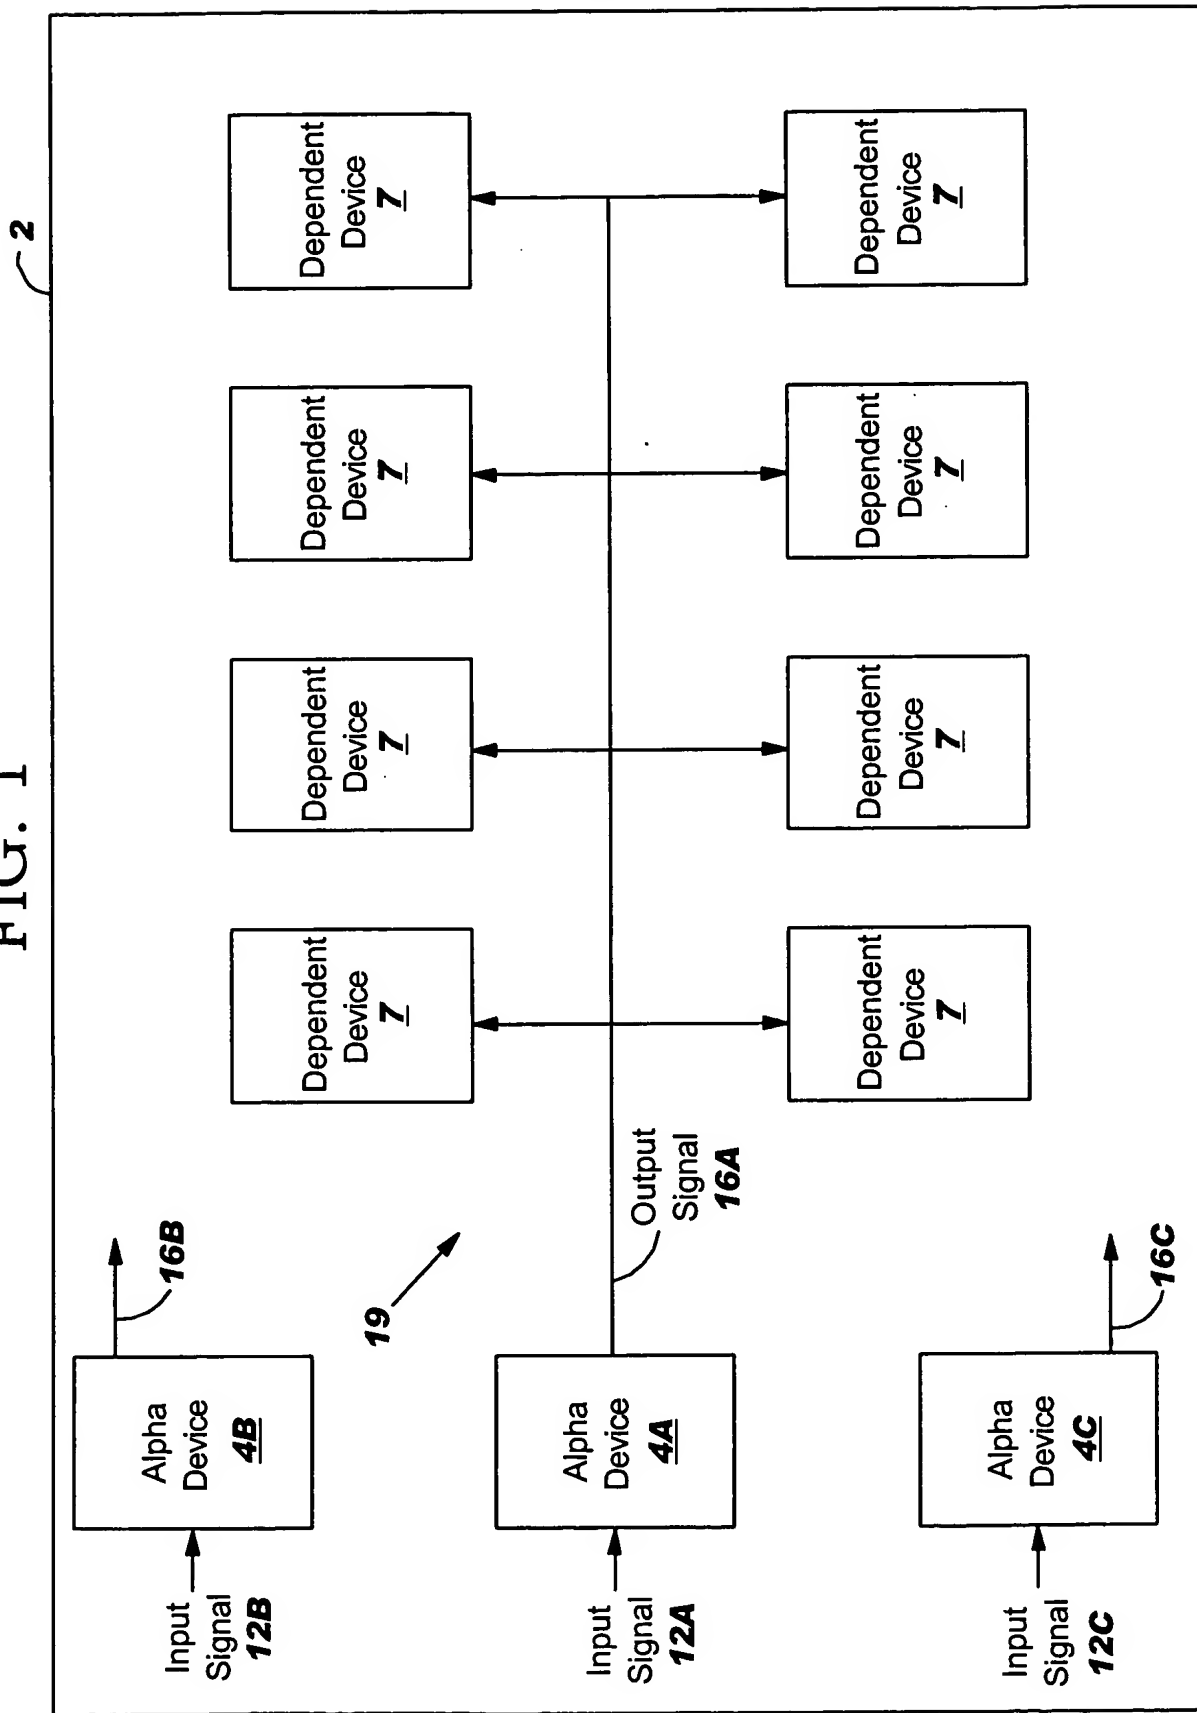 FIG. 1
2
Alpha
Device
4B
Input
Signal
12B
16B
19
Alpha
Device
4A
Input
Signal
12A
Output
Signal
16A
Alpha
Device
4C
Input
Signal
12C
16C
Dependent
Device
7
Dependent
Device
7
Dependent
Device
7
Dependent
Device
7
Dependent
Device
7
Dependent
Device
7
Dependent
Device
7
Dependent
Device
7